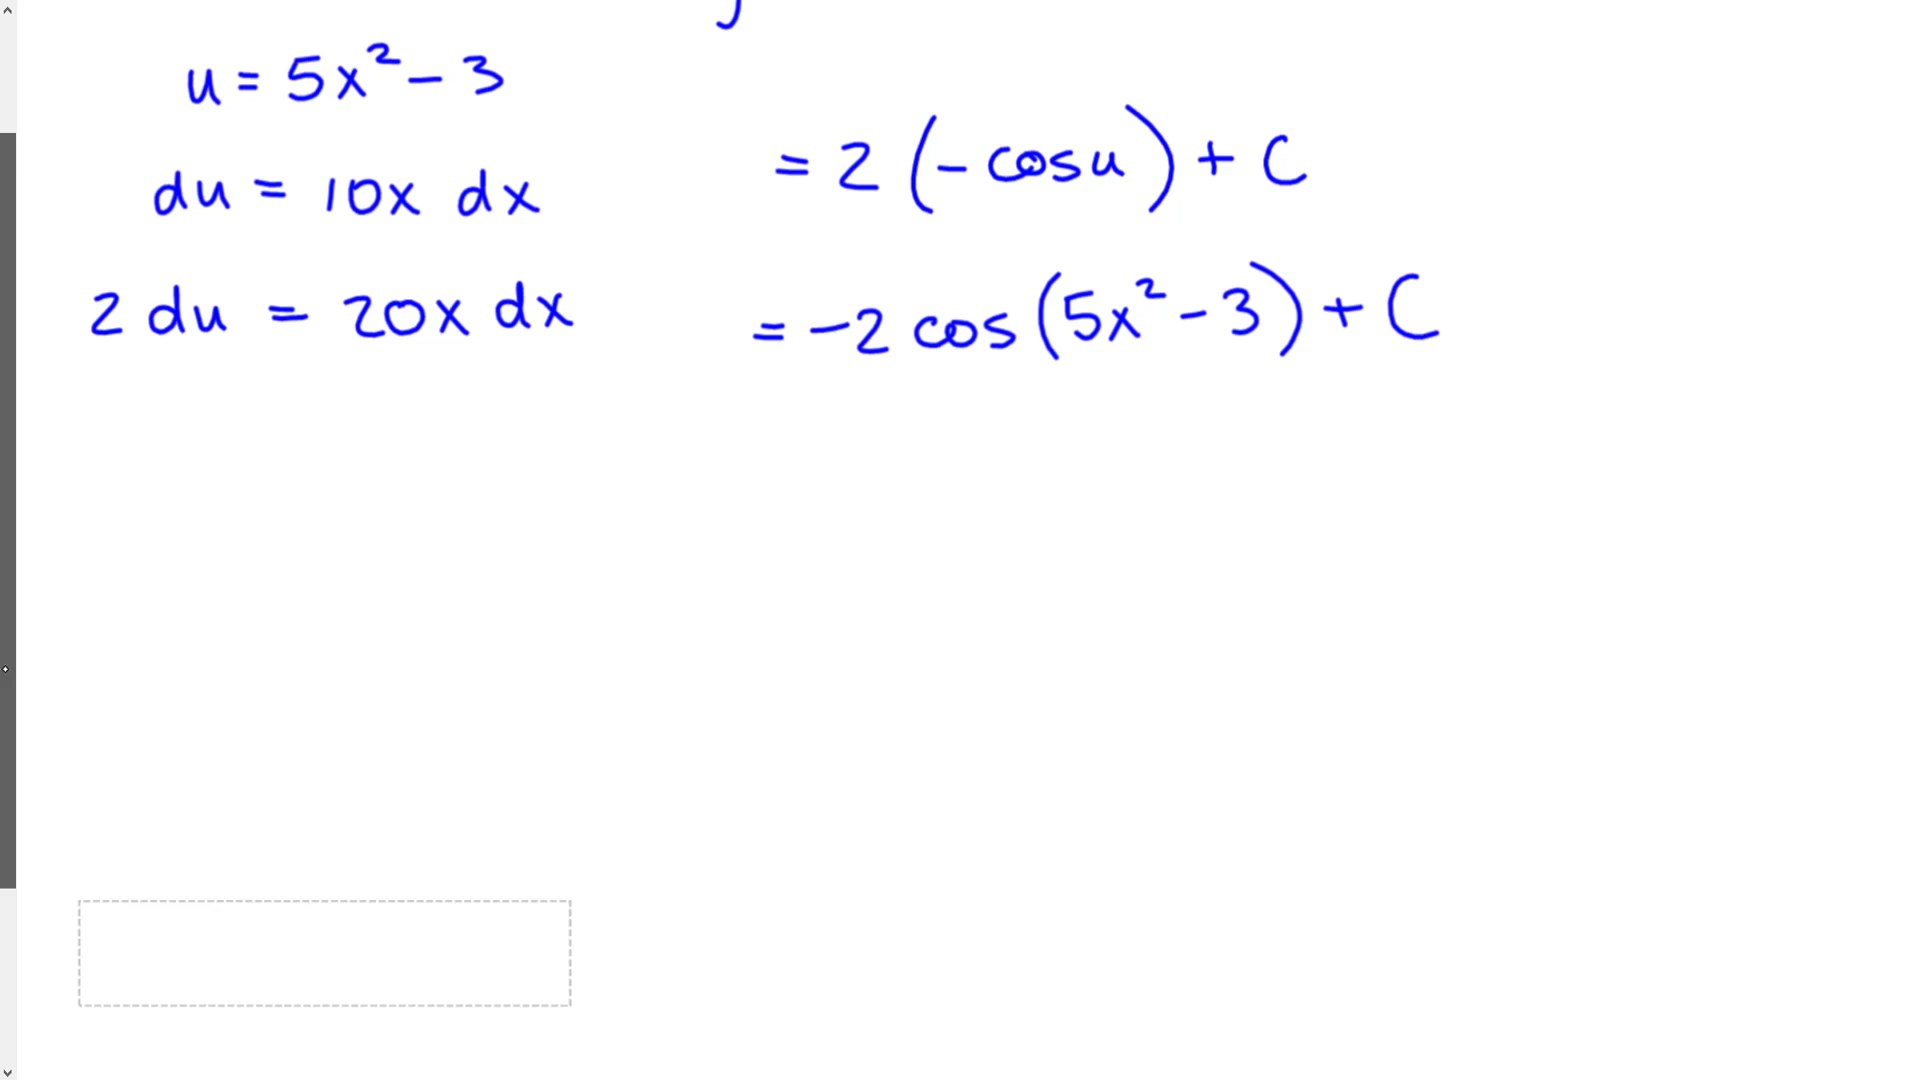 u = 5x² - 3
du = 10x dx
2 du = 20x dx
= 2 (- cos u) + C
= -2 cos (5x² - 3) + C